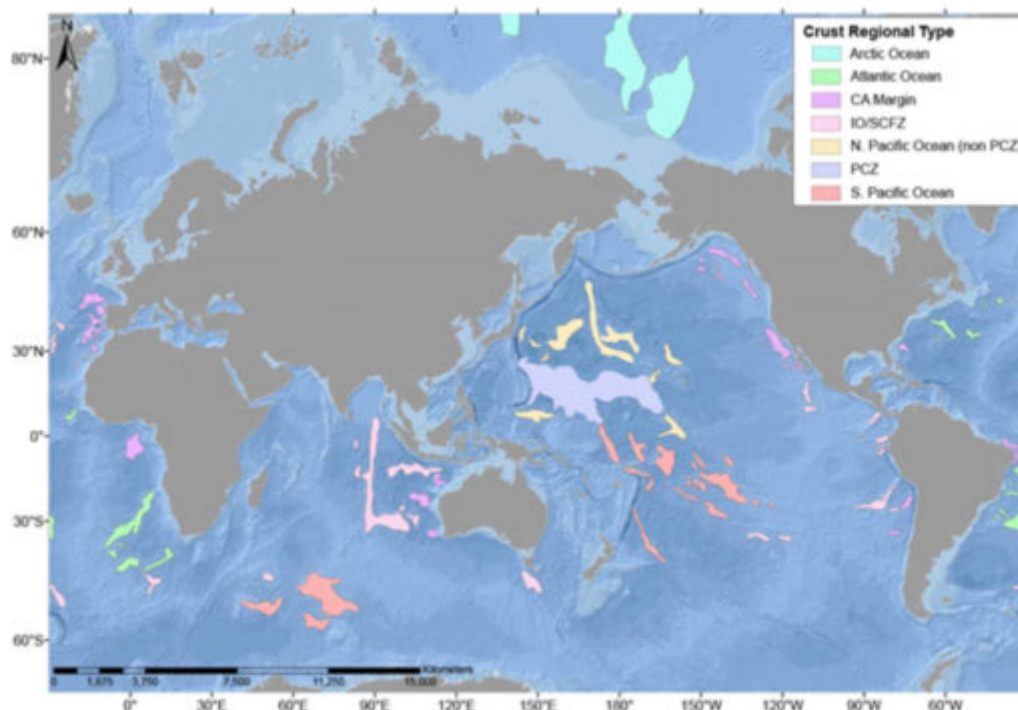 N
80°N
60°N
30°N
0°
30°S
60°S
Crust Regional Type
Arctic Ocean
Atlantic Ocean
CA Margin
IO/SCFZ
N. Pacific Ocean (non PCZ)
PCZ
S. Pacific Ocean
Kilometers
0 1,875 3,750 7,500 11,250 15,000
0° 30°E 60°E 90°E 120°E 150°E 180° 150°W 120°W 90°W 60°W